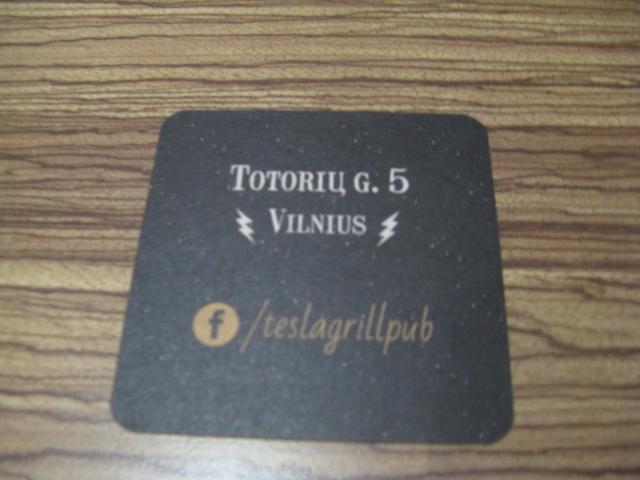 TOTORIŲ G. 5
VILNIUS
f /teslagrillpub